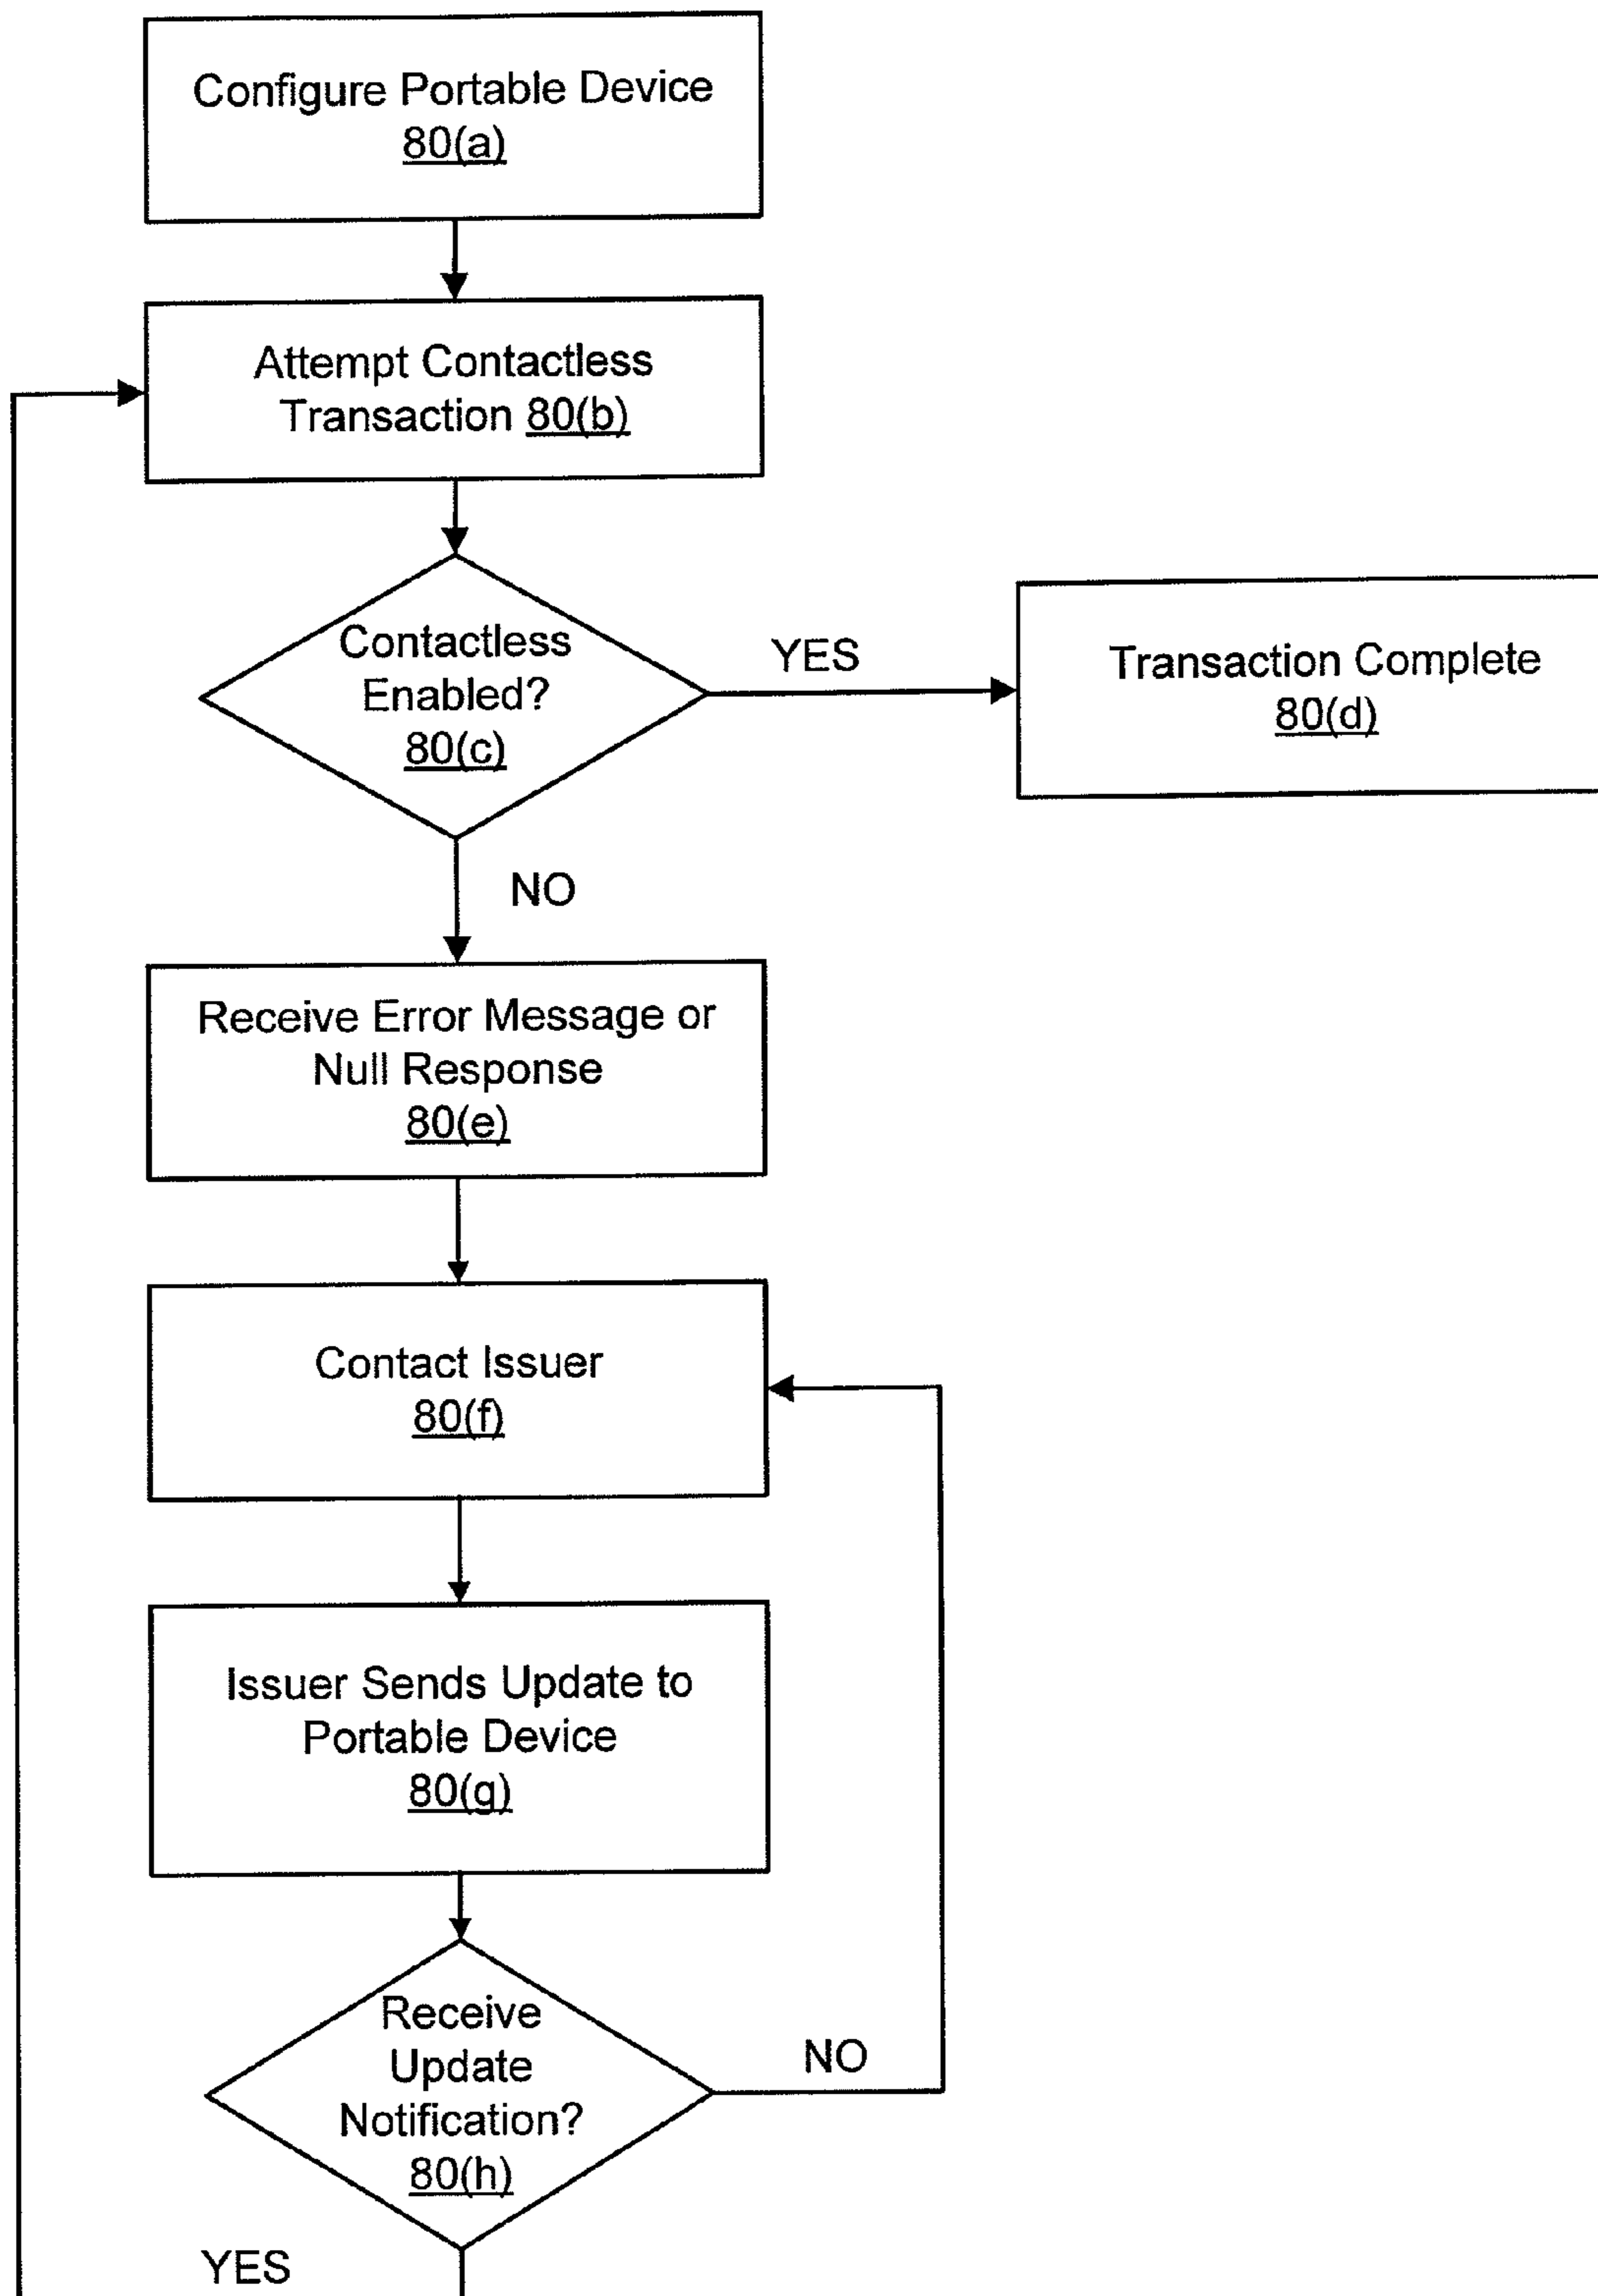 Configure Portable Device
80(a)
Attempt Contactless
Transaction 80(b)
Contactless
Enabled?
80(c)
YES
Transaction Complete
80(d)
NO
Receive Error Message or
Null Response
80(e)
Contact Issuer
80(f)
Issuer Sends Update to
Portable Device
80(g)
Receive
Update
Notification?
80(h)
NO
YES